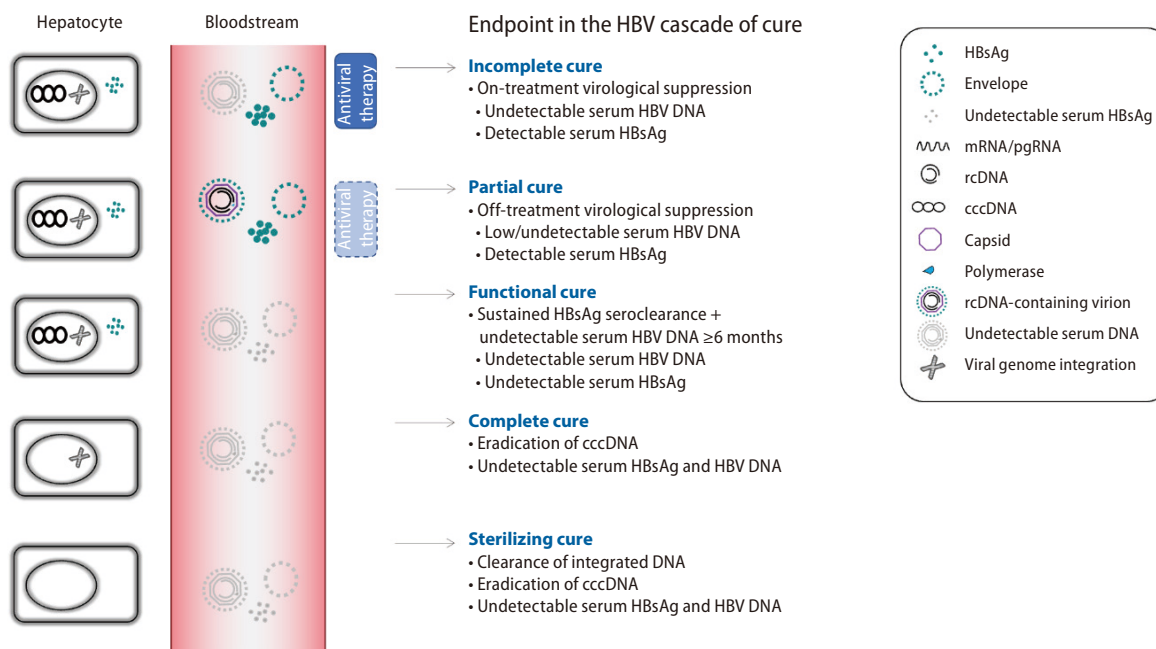 Hepatocyte
Bloodstream
Endpoint in the HBV cascade of cure
Antiviral
therapy
Incomplete cure
• On-treatment virological suppression
• Undetectable serum HBV DNA
• Detectable serum HBsAg
Antiviral
therapy
Partial cure
• Off-treatment virological suppression
• Low/undetectable serum HBV DNA
• Detectable serum HBsAg
Functional cure
• Sustained HBsAg seroclearance +
undetectable serum HBV DNA ≥6 months
• Undetectable serum HBV DNA
• Undetectable serum HBsAg
Complete cure
• Eradication of cccDNA
• Undetectable serum HBsAg and HBV DNA
Sterilizing cure
• Clearance of integrated DNA
• Eradication of cccDNA
• Undetectable serum HBsAg and HBV DNA
HBsAg
Envelope
Undetectable serum HBsAg
mRNA/pgRNA
rcDNA
cccDNA
Capsid
Polymerase
rcDNA-containing virion
Undetectable serum DNA
Viral genome integration